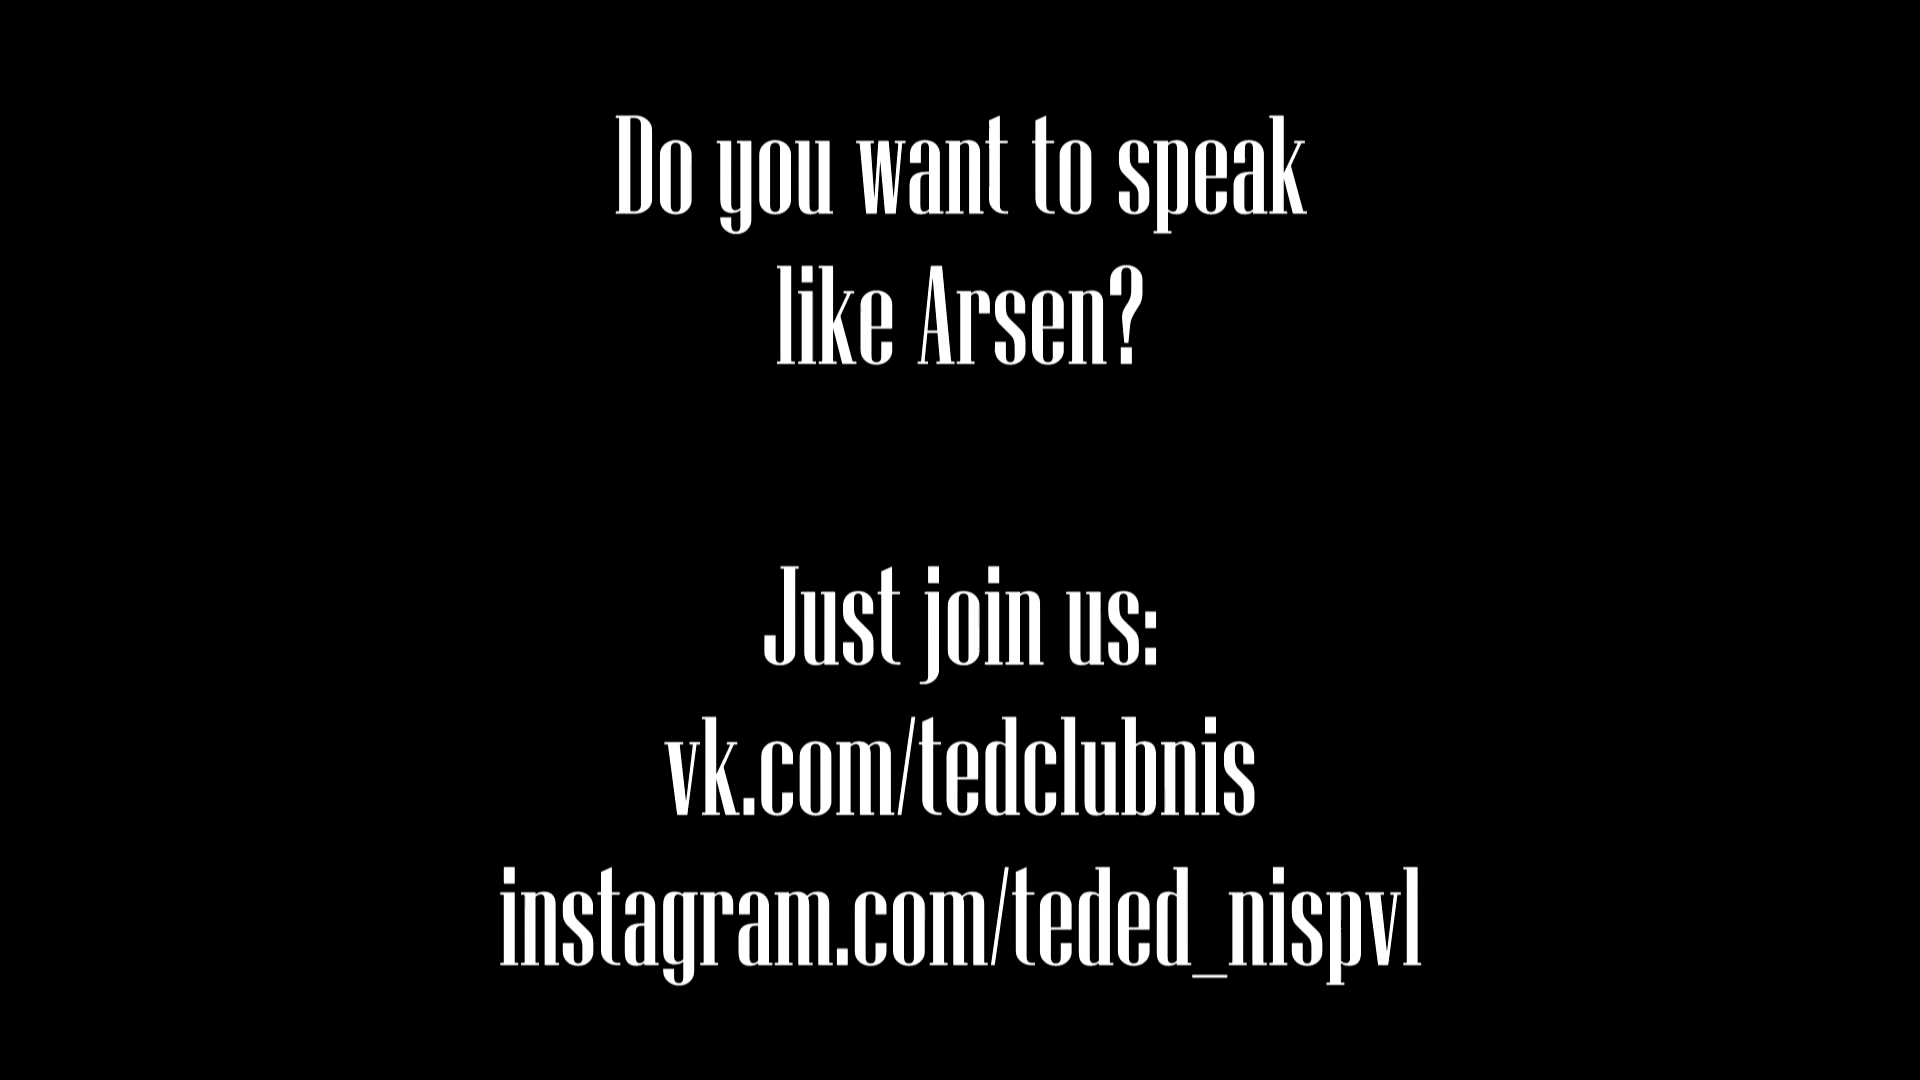 Do you want to speak
like Arsen?
Just join us:
vk.com/tedclubnis
instagram.com/teded_nispvl